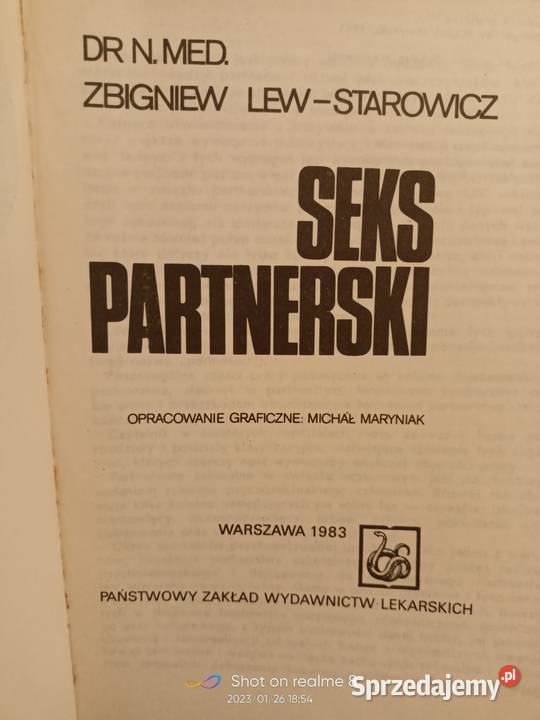 DR N. MED.
ZBIGNIEW LEW-STAROWICZ
SEKS
PARTNERSKI
OPRACOWANIE GRAFICZNE: MICHAŁ MARYNIAK
WARSZAWA 1983
PAŃSTWOWY ZAKŁAD WYDAWNICTW LEKARSKICH
Shot on realme 8
2023/01/26 18:54
Sprzedajemy.pl